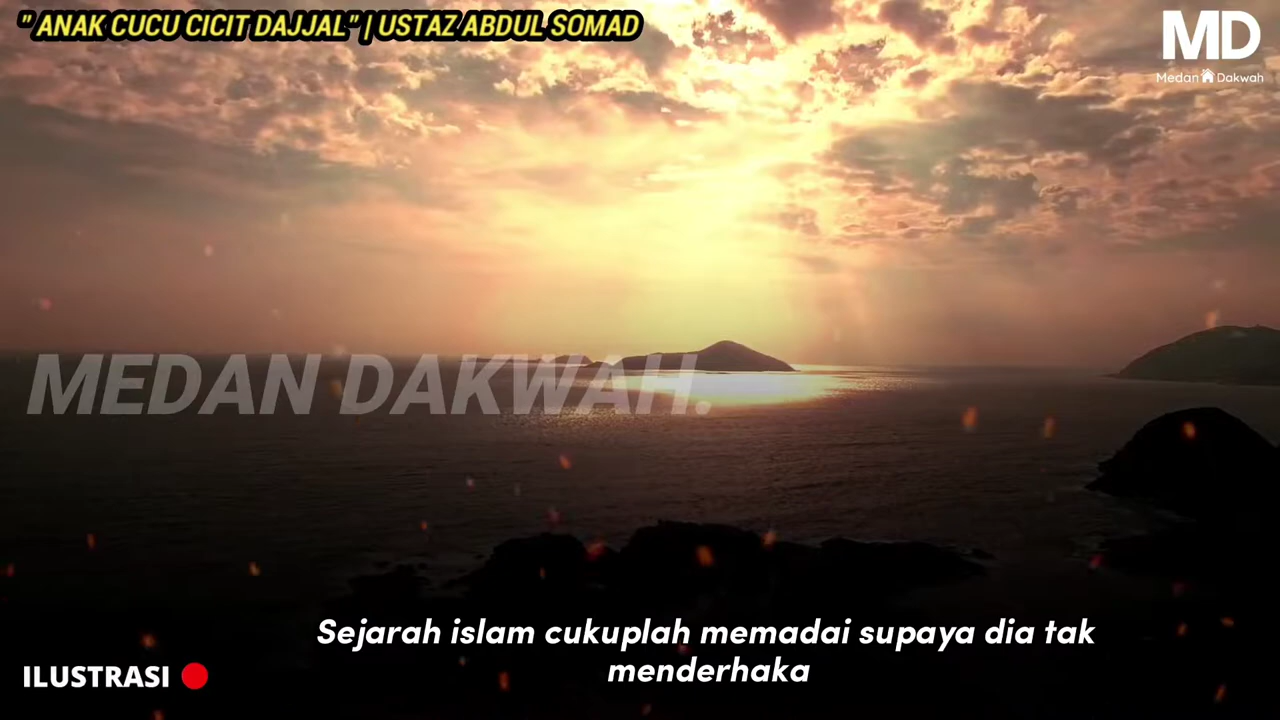 " ANAK CUCU CICIT DAJJAL" | USTAZ ABDUL SOMAD
MD
Medan Dakwah
MEDAN DAKWAH.
Sejarah islam cukuplah memadai supaya dia tak
menderhaka
ILUSTRASI